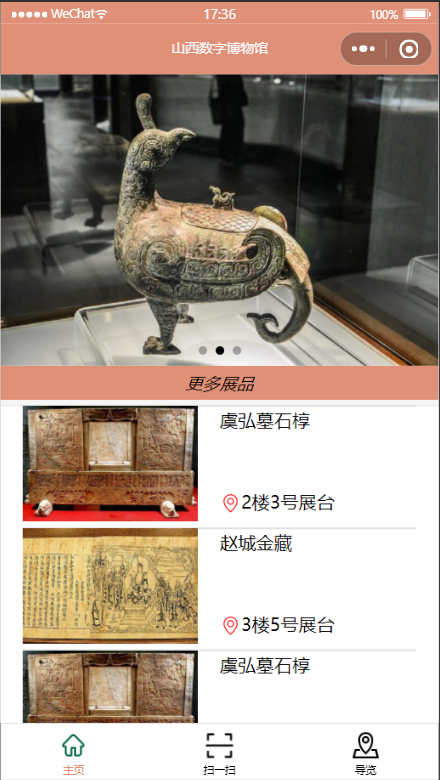 WeChat 17:36 100%
山西数字博物馆
更多展品
虞弘墓石椁
2楼3号展台
赵城金藏
3楼5号展台
虞弘墓石椁
主页 扫一扫 导览